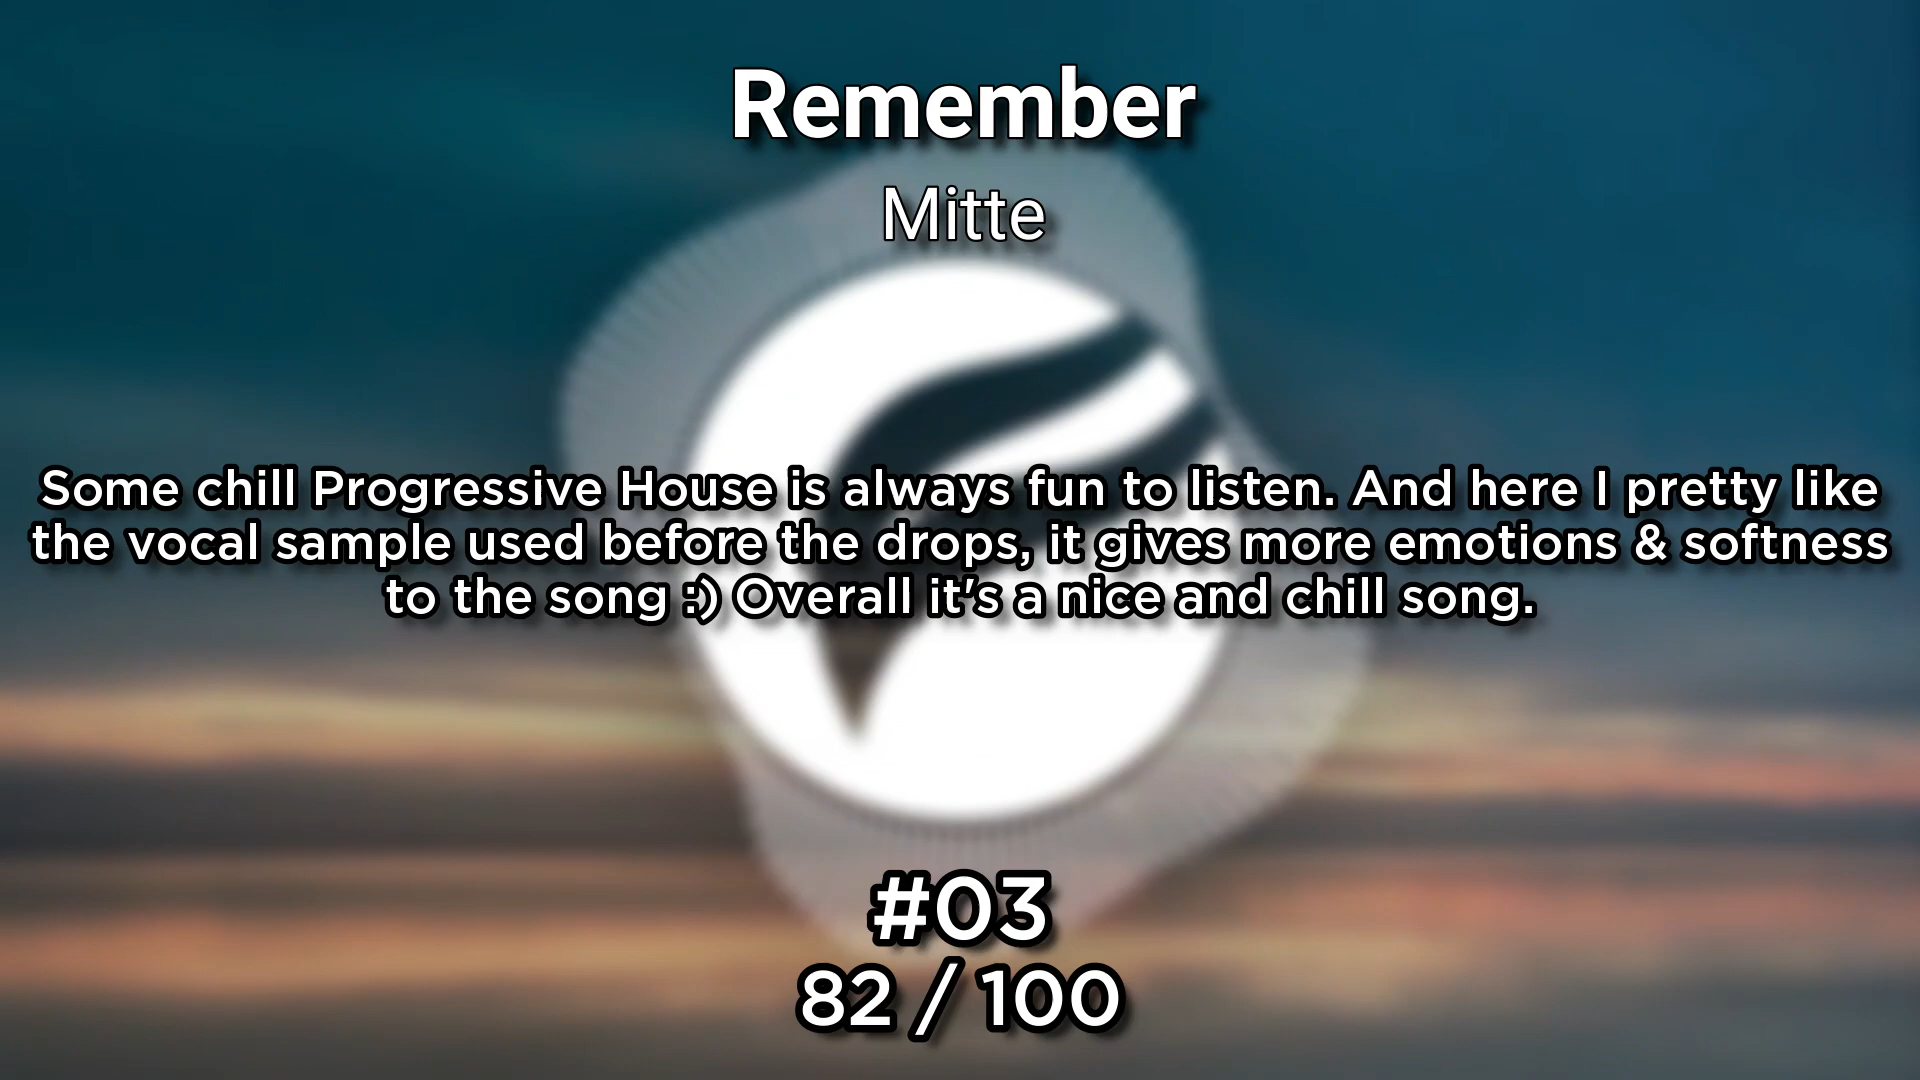 Remember
Mitte
Some chill Progressive House is always fun to listen. And here I pretty like
the vocal sample used before the drops, it gives more emotions & softness
to the song :) Overall it's a nice and chill song.
#03
82 / 100